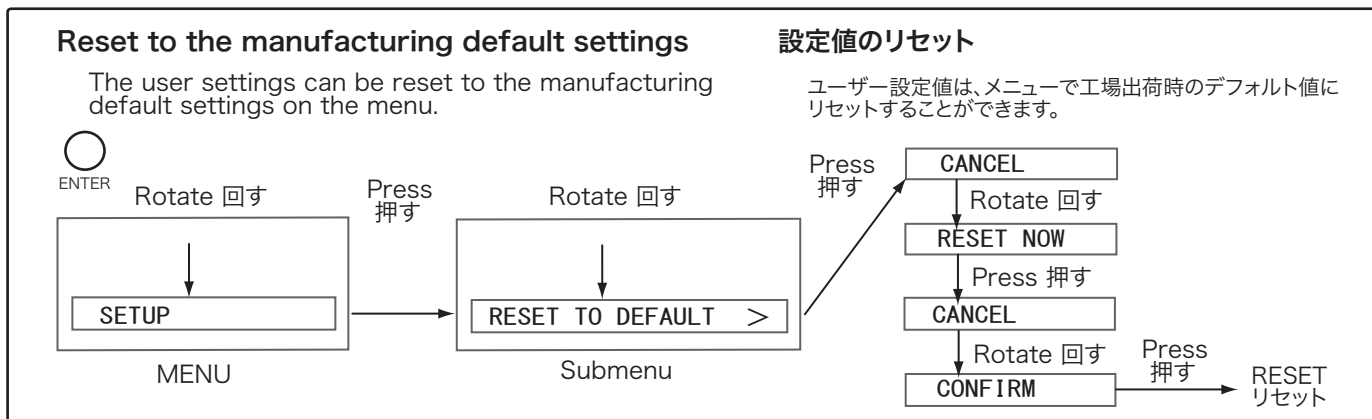 Reset to the manufacturing default settings
The user settings can be reset to the manufacturing
default settings on the menu.
設定値のリセット
ユーザー設定値は、メニューで工場出荷時のデフォルト値に
リセットすることができます。
ENTER
Rotate 回す
SETUP
MENU
Press
押す
Rotate 回す
RESET TO DEFAULT >
Submenu
Press
押す
CANCEL
Rotate 回す
RESET NOW
Press 押す
CANCEL
Rotate 回す
CONFIRM
Press
押す
RESET
リセット